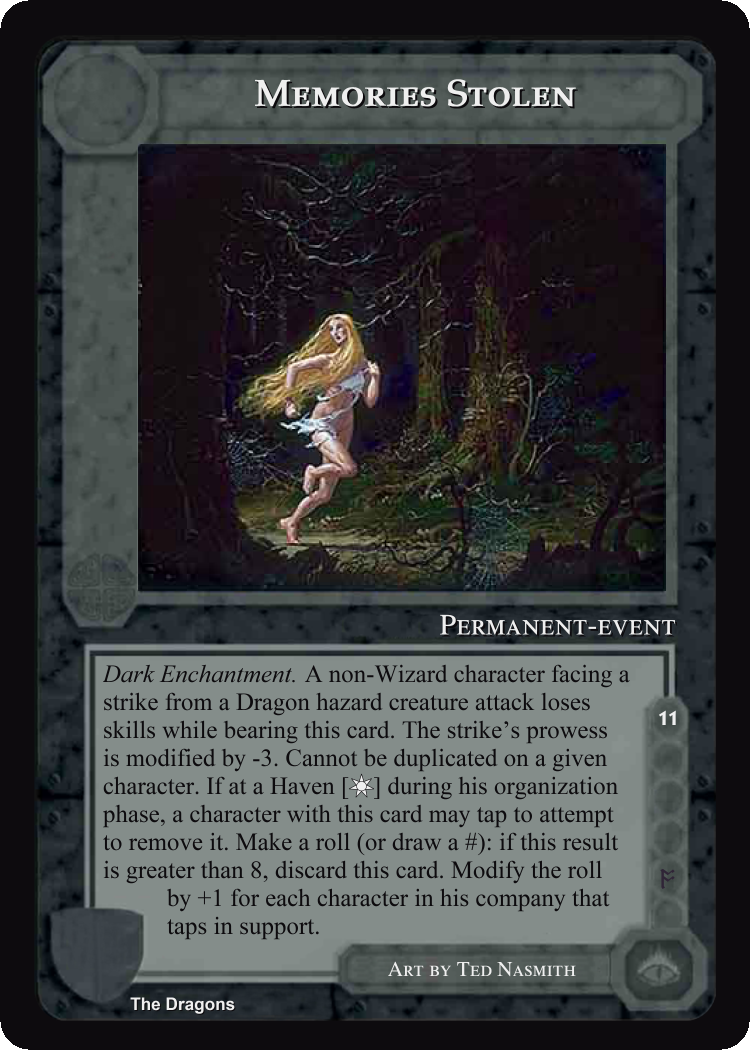 Memories Stolen
Permanent-event
Dark Enchantment. A non-Wizard character facing a
strike from a Dragon hazard creature attack loses
skills while bearing this card. The strike's prowess
is modified by -3. Cannot be duplicated on a given
character. If at a Haven [☀] during his organization
phase, a character with this card may tap to attempt
to remove it. Make a roll (or draw a #): if this result
is greater than 8, discard this card. Modify the roll
by +1 for each character in his company that
taps in support.
11
ᚩ
Art by Ted Nasmith
The Dragons